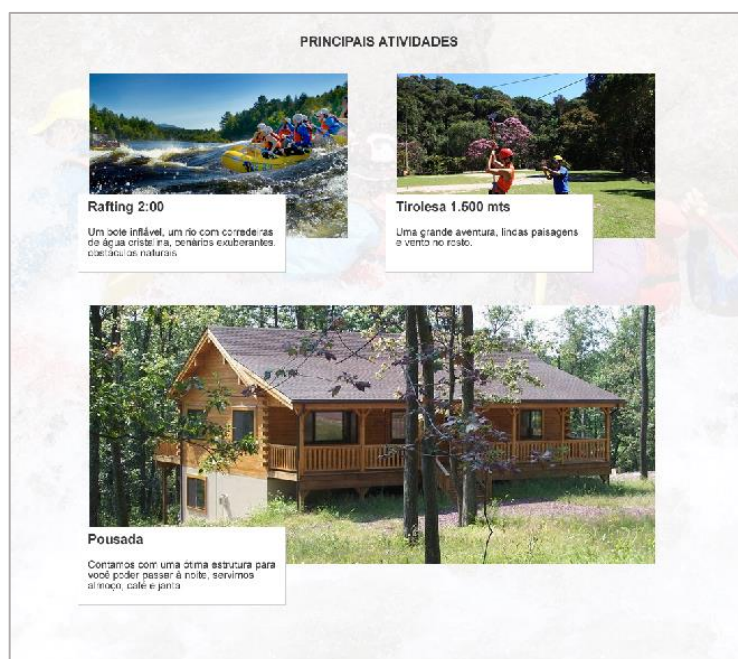 PRINCIPAIS ATIVIDADES
Rafting 2:00
Um bote inflável, um rio com corredeiras
de água cristalina, cenários exuberantes,
obstáculos naturais
Tirolesa 1.500 mts
Uma grande aventura, lindas paisagens
e vento no rosto.
Pousada
Contamos com uma ótima estrutura para
você poder passar à noite, servimos
almoço, café e janta